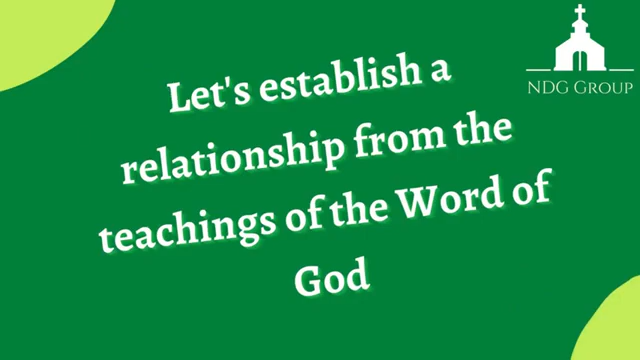 NDG Group
Let's establish a
relationship from the
teachings of the Word of
God